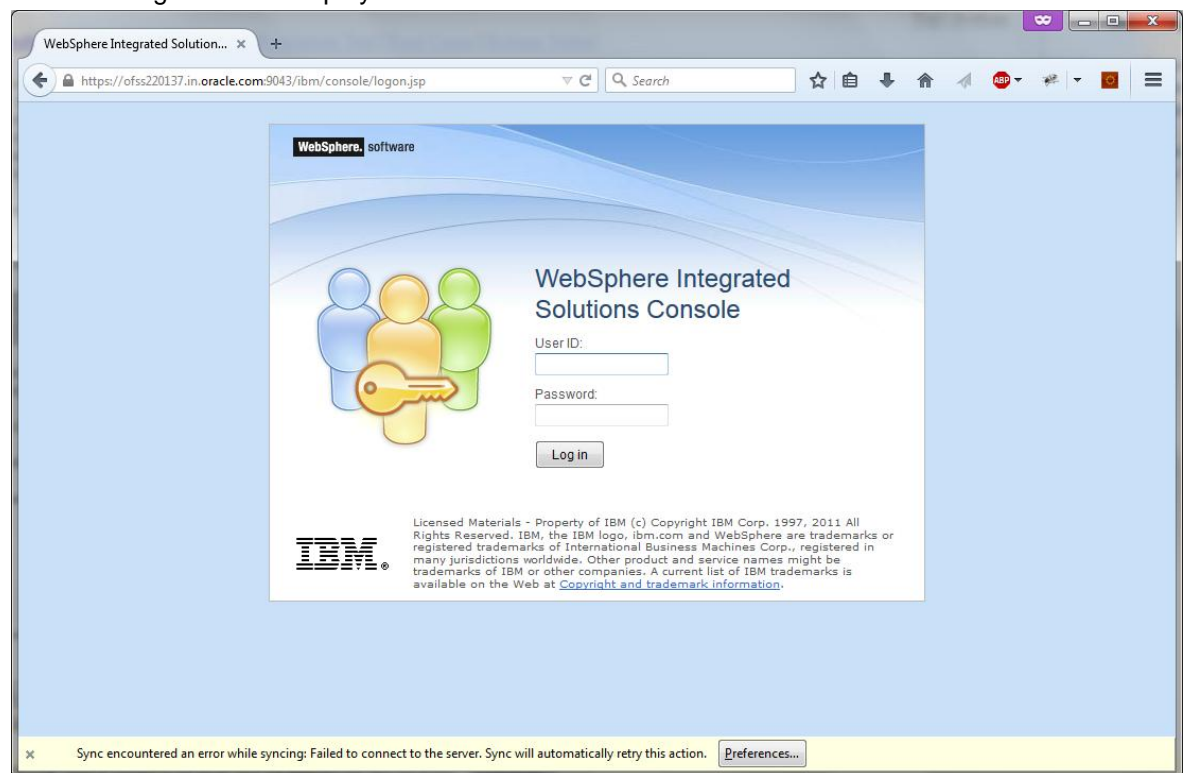 WebSphere Integrated Solution...
https://ofss220137.in.oracle.com:9043/ibm/console/logon.jsp
Search
ABP
WebSphere. software
WebSphere Integrated
Solutions Console
User ID:
Password:
Log in
IBM®
Licensed Materials - Property of IBM (c) Copyright IBM Corp. 1997, 2011 All
Rights Reserved. IBM, the IBM logo, ibm.com and WebSphere are trademarks or
registered trademarks of International Business Machines Corp., registered in
many jurisdictions worldwide. Other product and service names might be
trademarks of IBM or other companies. A current list of IBM trademarks is
available on the Web at Copyright and trademark information.
Sync encountered an error while syncing: Failed to connect to the server. Sync will automatically retry this action.
Preferences...